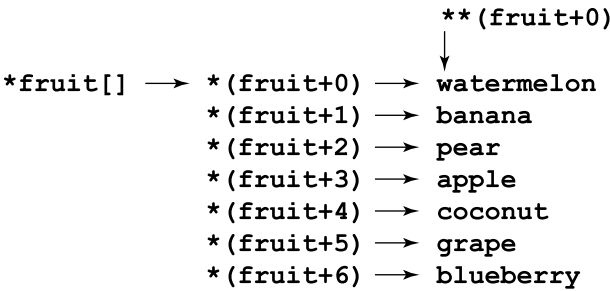 **(fruit+0)
*fruit[] *(fruit+0) watermelon
*(fruit+1) banana
*(fruit+2) pear
*(fruit+3) apple
*(fruit+4) coconut
*(fruit+5) grape
*(fruit+6) blueberry